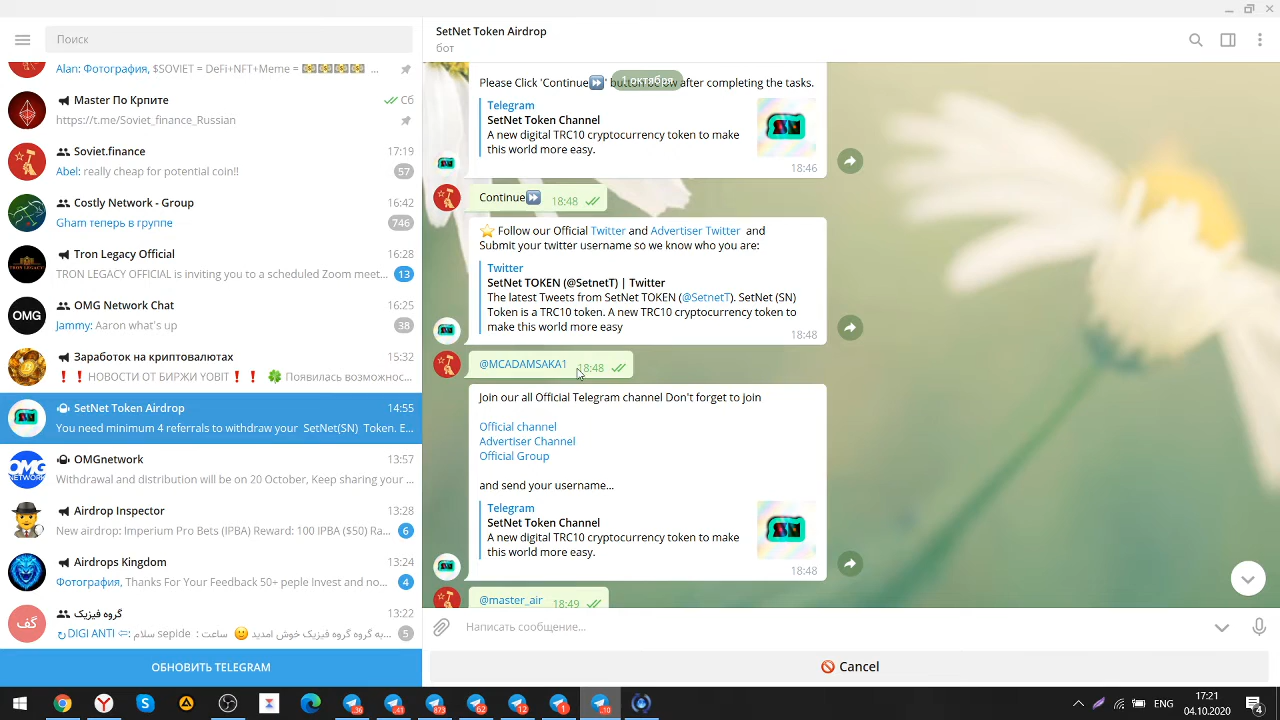 Поиск
Alan: Фотография, $SOVIET = DeFi+NFT+Meme = 💵💵💵💵 ...
Master По Крпите
Сб
https://t.me/Soviet_finance_Russian
Soviet.finance
17:19
Abel: really cheap for potential coin!!
57
Costly Network - Group
16:42
Gham теперь в группе
746
Tron Legacy Official
16:28
TRON LEGACY OFFICIAL is inviting you to a scheduled Zoom meet...
13
OMG Network Chat
16:25
Jammy: Aaron what's up
38
Заработок на криптовалютах
15:32
❗❗НОВОСТИ ОТ БИРЖИ YOBIT❗❗ 🍀 Появилась возможнос...
SetNet Token Airdrop
14:55
You need minimum 4 referrals to withdraw your SetNet(SN) Token. E...
OMGnetwork
13:57
Withdrawal and distribution will be on 20 October, Keep sharing your ...
Airdrop Inspector
13:28
New airdrop: Imperium Pro Bets (IPBA) Reward: 100 IPBA ($50) Ra...
6
Airdrops Kingdom
13:24
Фотография, Thanks For Your Feedback 50+ peple Invest and no...
4
گروه فیزیک
13:22
5
ОБНОВИТЬ TELEGRAM
SetNet Token Airdrop
бот
1 октября
Please Click 'Continue⏩' button below after completing the tasks.
Telegram
SetNet Token Channel
A new digital TRC10 cryptocurrency token to make
this world more easy.
18:46
Continue⏩ 18:48
⭐ Follow our Official Twitter and Advertiser Twitter and
Submit your twitter username so we know who you are:
Twitter
SetNet TOKEN (@SetnetT) | Twitter
The latest Tweets from SetNet TOKEN (@SetnetT). SetNet (SN)
Token is a TRC10 token. A new TRC10 cryptocurrency token to
make this world more easy
18:48
@MCADAMSAKA1 18:48
Join our all Official Telegram channel Don't forget to join
Official channel
Advertiser Channel
Official Group
and send your username...
Telegram
SetNet Token Channel
A new digital TRC10 cryptocurrency token to make
this world more easy.
18:48
@master_air 18:49
Написать сообщение...
🚫 Cancel
ENG
17:21
04.10.2020